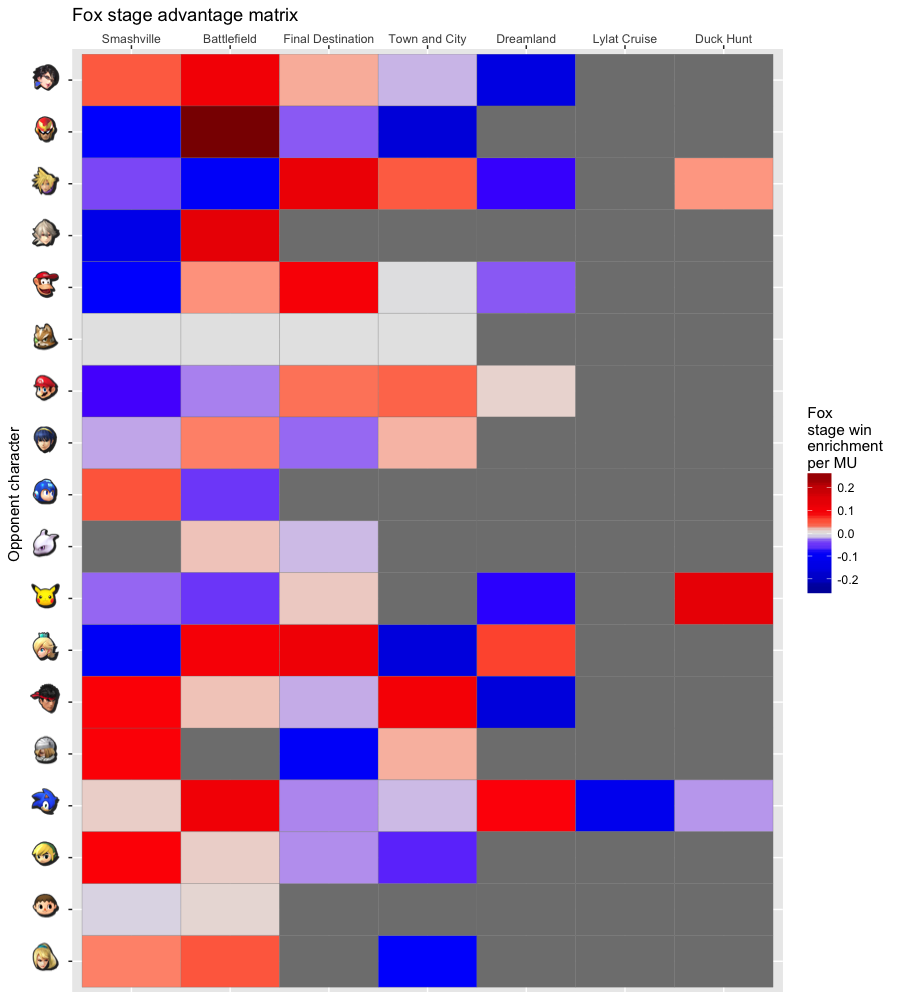 Fox stage advantage matrix
Smashville Battlefield Final Destination Town and City Dreamland Lylat Cruise Duck Hunt
Opponent character
Fox
stage win
enrichment
per MU
0.2
0.1
0.0
-0.1
-0.2